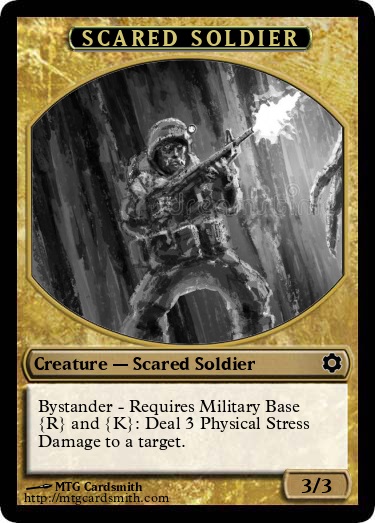 SCARED SOLDIER
Creature — Scared Soldier
Bystander - Requires Military Base
{R} and {K}: Deal 3 Physical Stress
Damage to a target.
MTG Cardsmith
3/3
http://mtgcardsmith.com